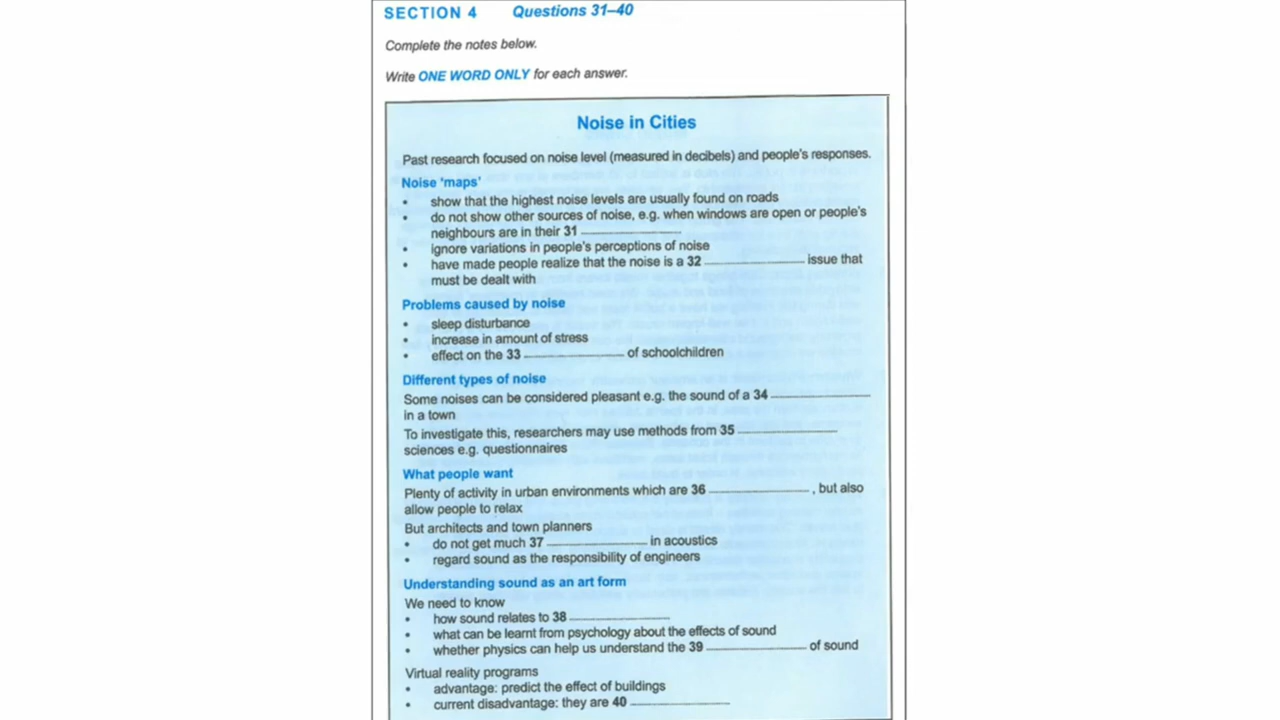 SECTION 4 Questions 31–40
Complete the notes below.
Write ONE WORD ONLY for each answer.
Noise in Cities
Past research focused on noise level (measured in decibels) and people's responses.
Noise 'maps'
• show that the highest noise levels are usually found on roads
• do not show other sources of noise, e.g. when windows are open or people's
neighbours are in their 31 ____________
• ignore variations in people's perceptions of noise
• have made people realize that the noise is a 32 ____________ issue that
must be dealt with
Problems caused by noise
• sleep disturbance
• increase in amount of stress
• effect on the 33 ____________ of schoolchildren
Different types of noise
Some noises can be considered pleasant e.g. the sound of a 34 ____________
in a town
To investigate this, researchers may use methods from 35 ____________
sciences e.g. questionnaires
What people want
Plenty of activity in urban environments which are 36 ____________ , but also
allow people to relax
But architects and town planners
• do not get much 37 ____________ in acoustics
• regard sound as the responsibility of engineers
Understanding sound as an art form
We need to know
• how sound relates to 38 ____________
• what can be learnt from psychology about the effects of sound
• whether physics can help us understand the 39 ____________ of sound
Virtual reality programs
• advantage: predict the effect of buildings
• current disadvantage: they are 40 ____________